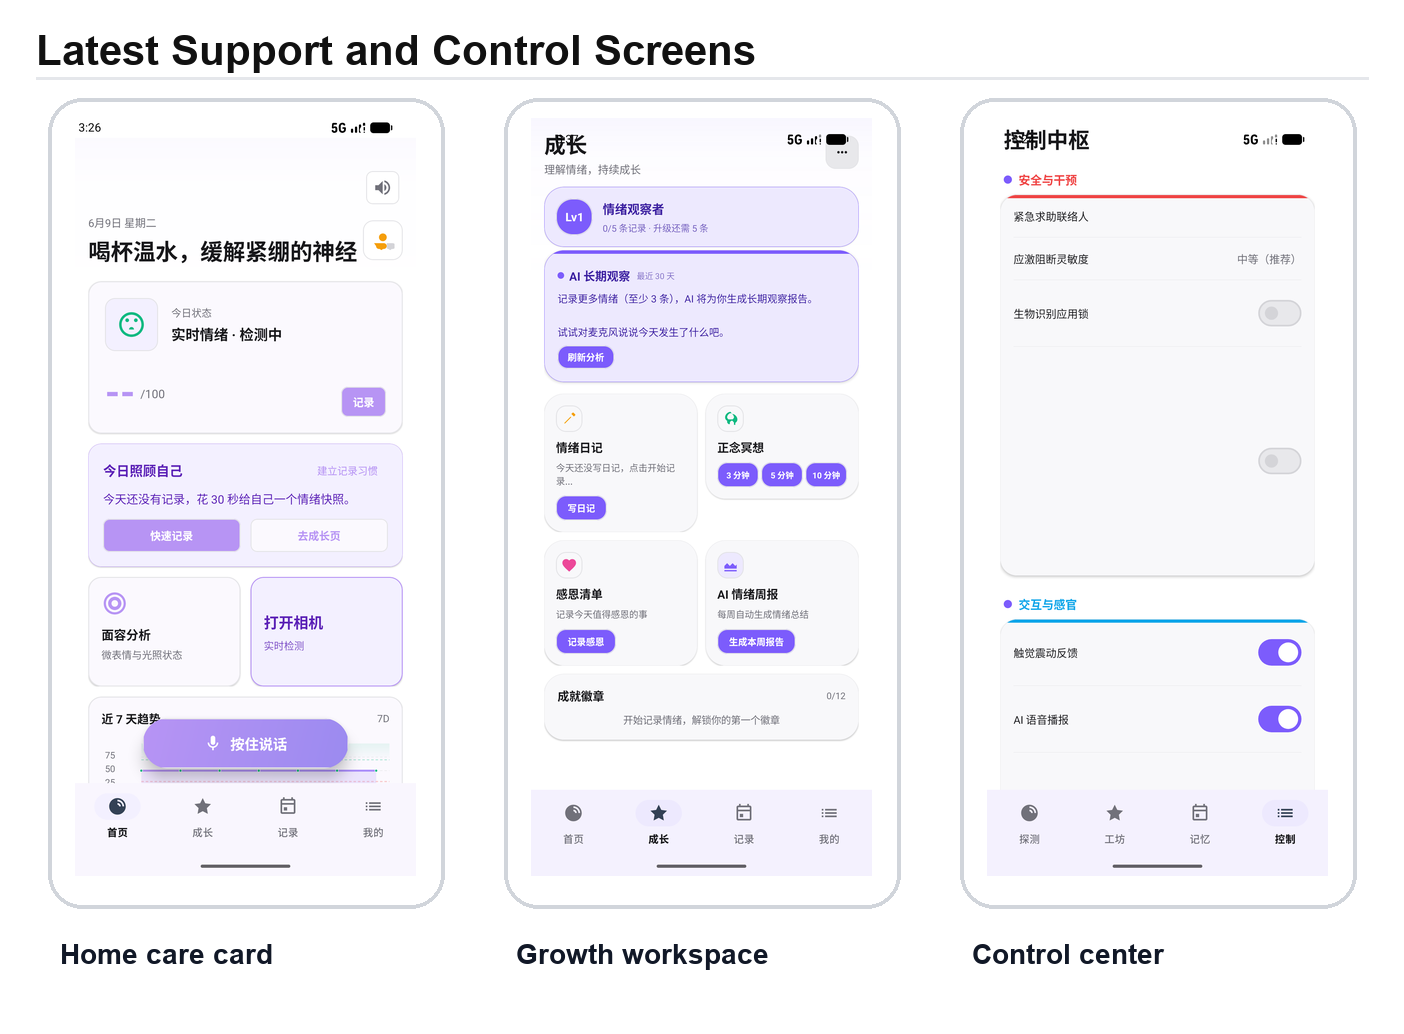 Latest Support and Control Screens
3:26
5G
6月9日 星期二
喝杯温水，缓解紧绷的神经
今日状态
实时情绪 · 检测中
/100
记录
今日照顾自己
建立记录习惯
今天还没有记录，花 30 秒给自己一个情绪快照。
快速记录
去成长页
面容分析
微表情与光照状态
打开相机
实时检测
近 7 天趋势
7D
75
50
25
按住说话
首页
成长
记录
我的
Home care card
成长
5G
理解情绪，持续成长
Lv1
情绪观察者
0/5 条记录 · 升级还需 5 条
AI 长期观察 最近 30 天
记录更多情绪（至少 3 条），AI 将为你生成长期观察报告。
试试对麦克风说说今天发生了什么吧。
刷新分析
情绪日记
今天还没写日记，点击开始记
录...
写日记
正念冥想
3 分钟
5 分钟
10 分钟
感恩清单
记录今天值得感恩的事
记录感恩
AI 情绪周报
每周自动生成情绪总结
生成本周报告
成就徽章
0/12
开始记录情绪，解锁你的第一个徽章
首页
成长
记录
我的
Growth workspace
控制中枢
5G
安全与干预
紧急求助联络人
应激阻断灵敏度
中等（推荐）
生物识别应用锁
交互与感官
触觉震动反馈
AI 语音播报
探测
工坊
记忆
控制
Control center